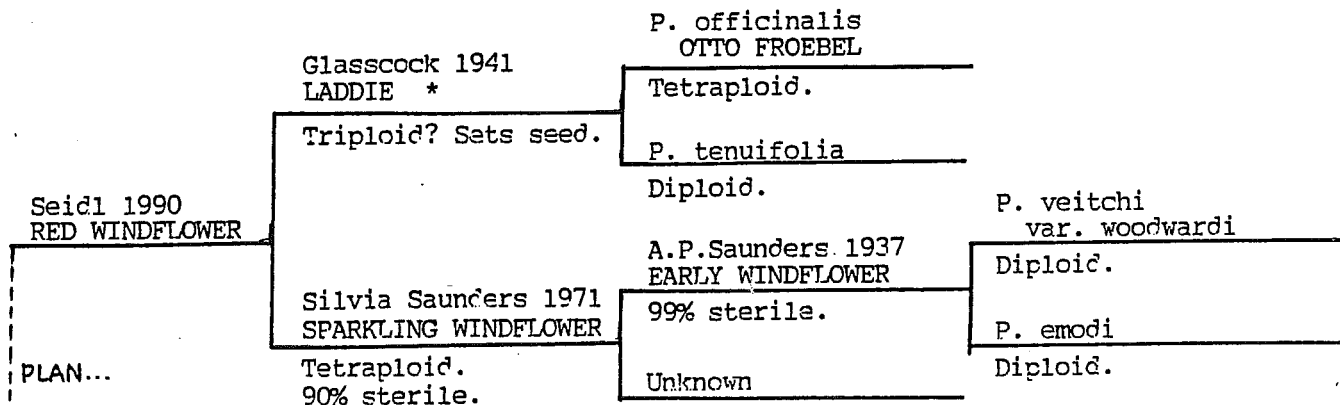 P. officinalis
OTTO FROEBEL
Glasscock 1941
LADDIE *
Tetraploid.
Triploid? Sets seed.
P. tenuifolia
Diploid.
Seidl 1990
RED WINDFLOWER
P. veitchi
var. woodwardi
A.P.Saunders 1937
EARLY WINDFLOWER
Diploid.
Silvia Saunders 1971
SPARKLING WINDFLOWER
99% sterile.
P. emodi
Diploid.
Tetraploid.
90% sterile.
Unknown
PLAN...